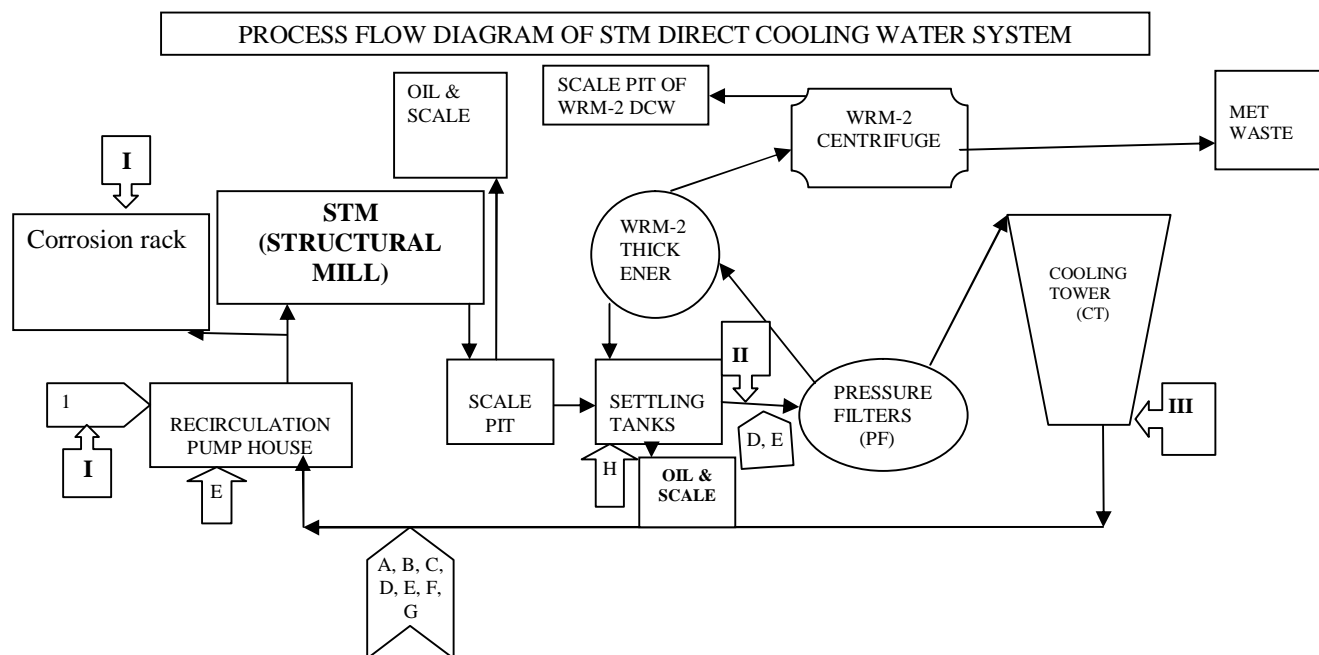 PROCESS FLOW DIAGRAM OF STM DIRECT COOLING WATER SYSTEM
OIL &
SCALE
SCALE PIT OF
WRM-2 DCW
WRM-2
CENTRIFUGE
MET
WASTE
I
Corrosion rack
STM
(STRUCTURAL
MILL)
WRM-2
THICK
ENER
COOLING
TOWER
(CT)
1
I
RECIRCULATION
PUMP HOUSE
E
SCALE
PIT
SETTLING
TANKS
II
D, E
H
OIL &
SCALE
PRESSURE
FILTERS
(PF)
III
A, B, C,
D, E, F,
G